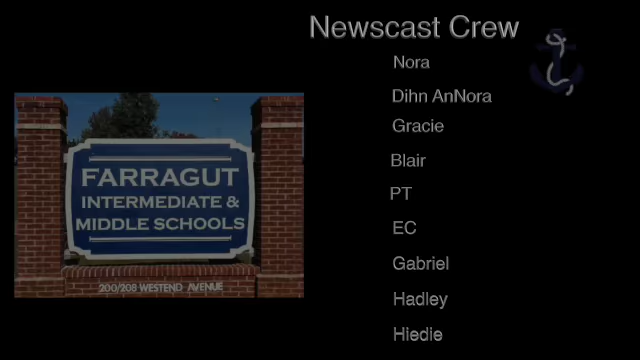 Newscast Crew
Nora
Dihn AnNora
Gracie
Blair
PT
EC
Gabriel
Hadley
Hiedie
FARRAGUT
INTERMEDIATE &
MIDDLE SCHOOLS
200/208 WESTEND AVENUE